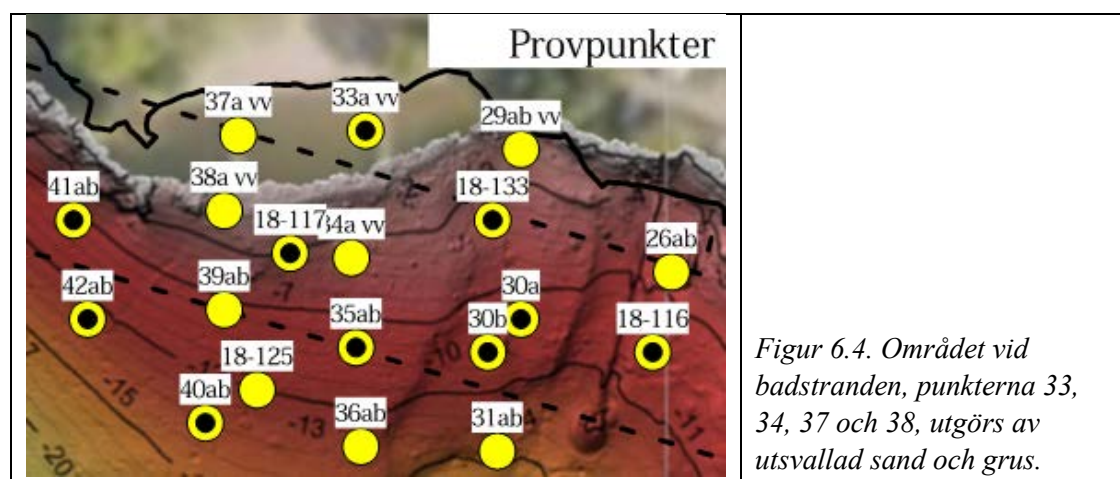 Provpunkter
37a vv
33a vv
29ab vv
41ab
38a vv
18-133
18-117
34a vv
26ab
-7
42ab
39ab
30a
35ab
30b
18-116
-10
18-125
-15
40ab
-13
36ab
31ab
-11
-20
Figur 6.4. Området vid
badstranden, punkterna 33,
34, 37 och 38, utgörs av
utsvallad sand och grus.